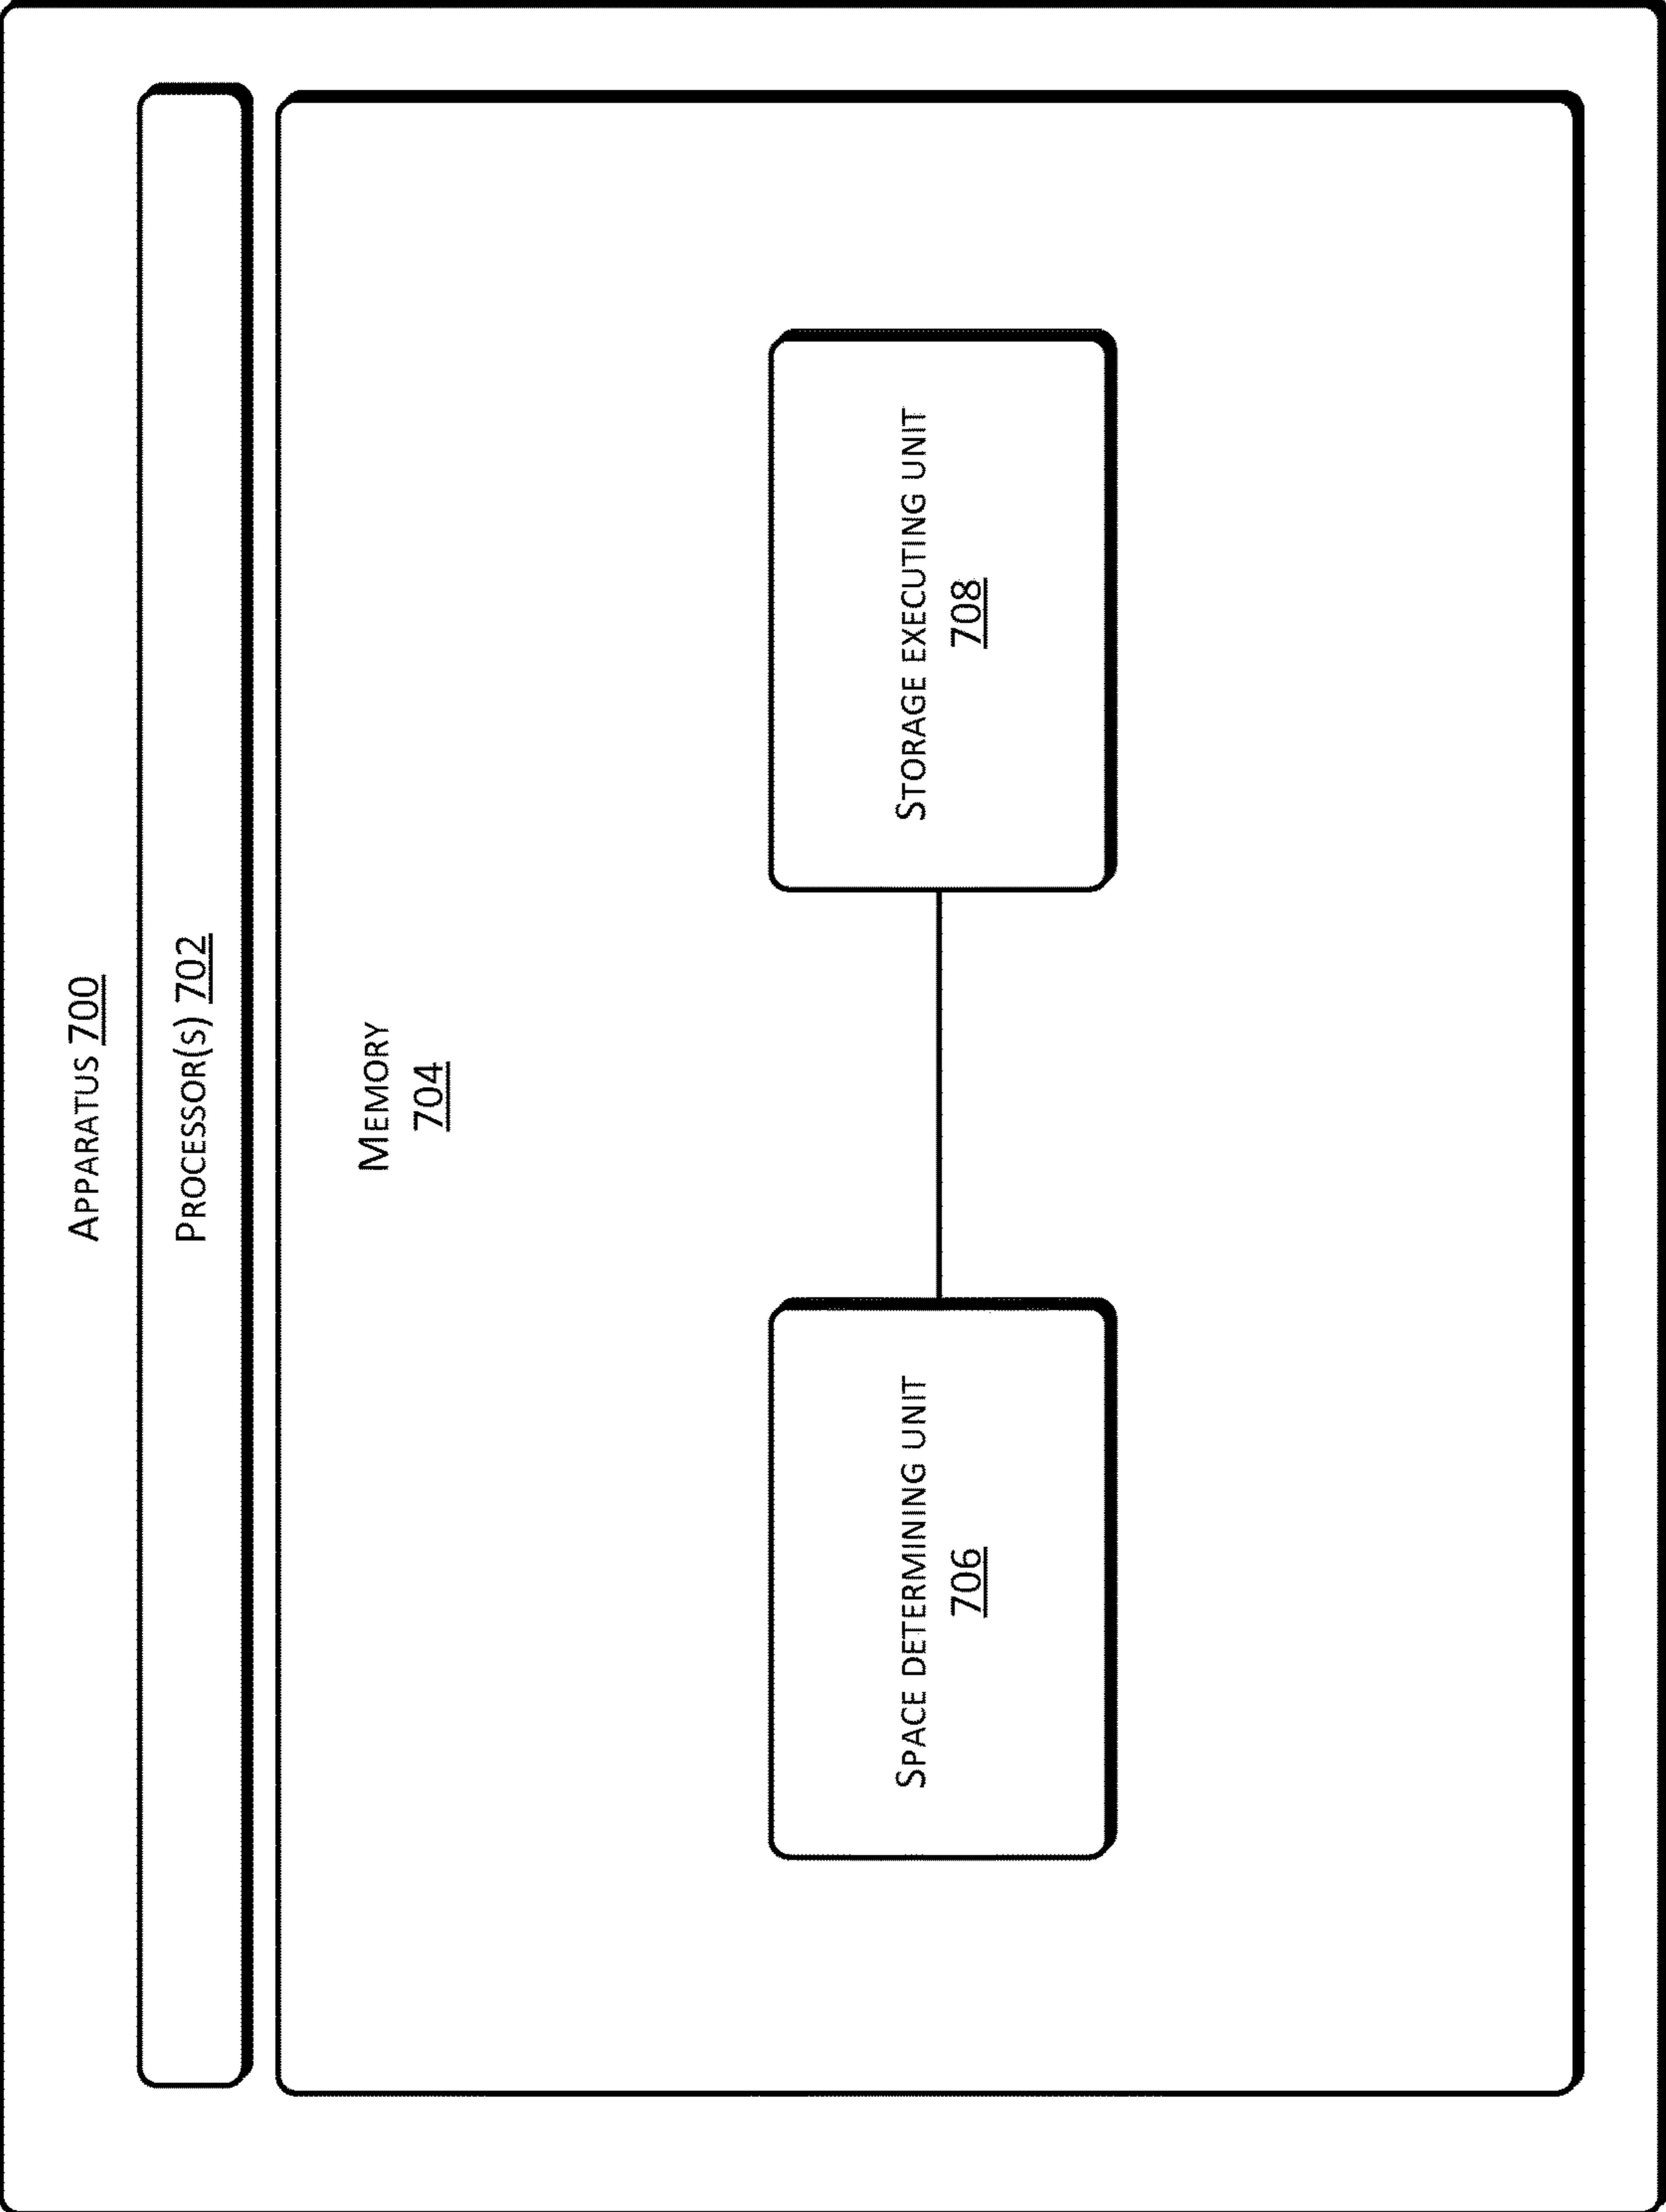 APPARATUS 700
PROCESSOR(S) 702
MEMORY
704
SPACE DETERMINING UNIT
706
STORAGE EXECUTING UNIT
708